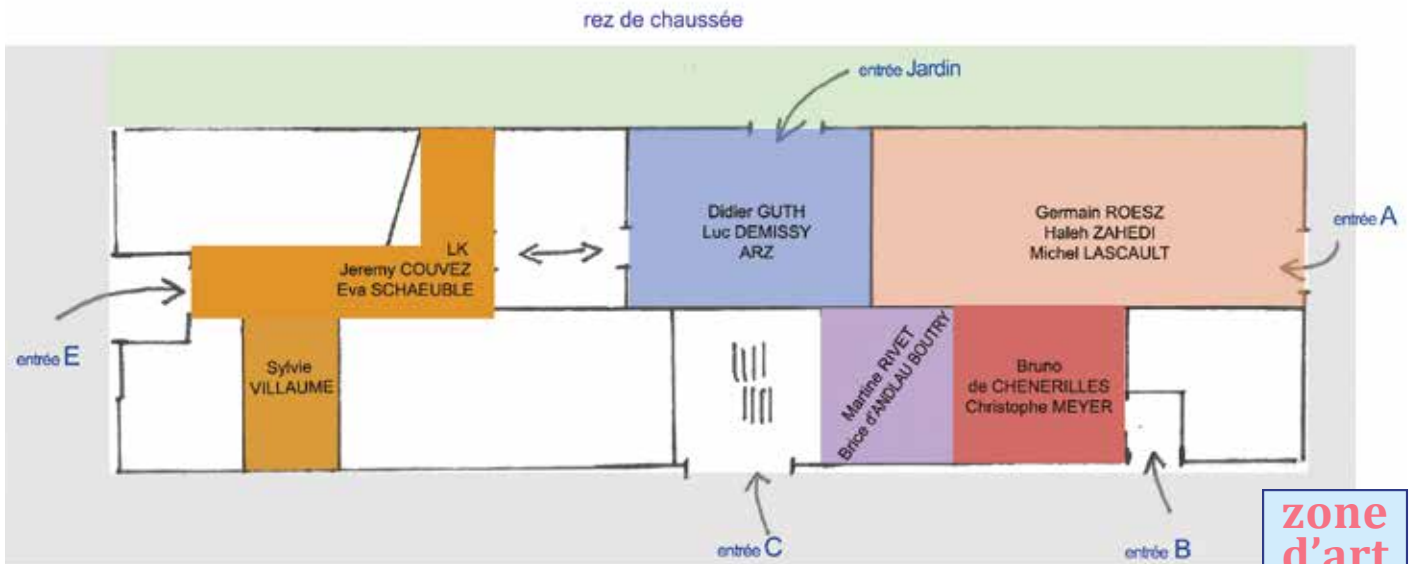 rez de chaussée
entrée Jardin
Didier GUTH
Luc DEMISSY
ARZ
Germain ROESZ
Haleh ZAHEDI
Michel LASCAULT
entrée A
LK
Jeremy COUVEZ
Eva SCHAEUBLE
entrée E
Sylvie
VILLAUME
Martine RIVET
Brice d'ANDLAU BOUTRY
Bruno
de CHENERILLES
Christophe MEYER
entrée C
entrée B
zone
d'art